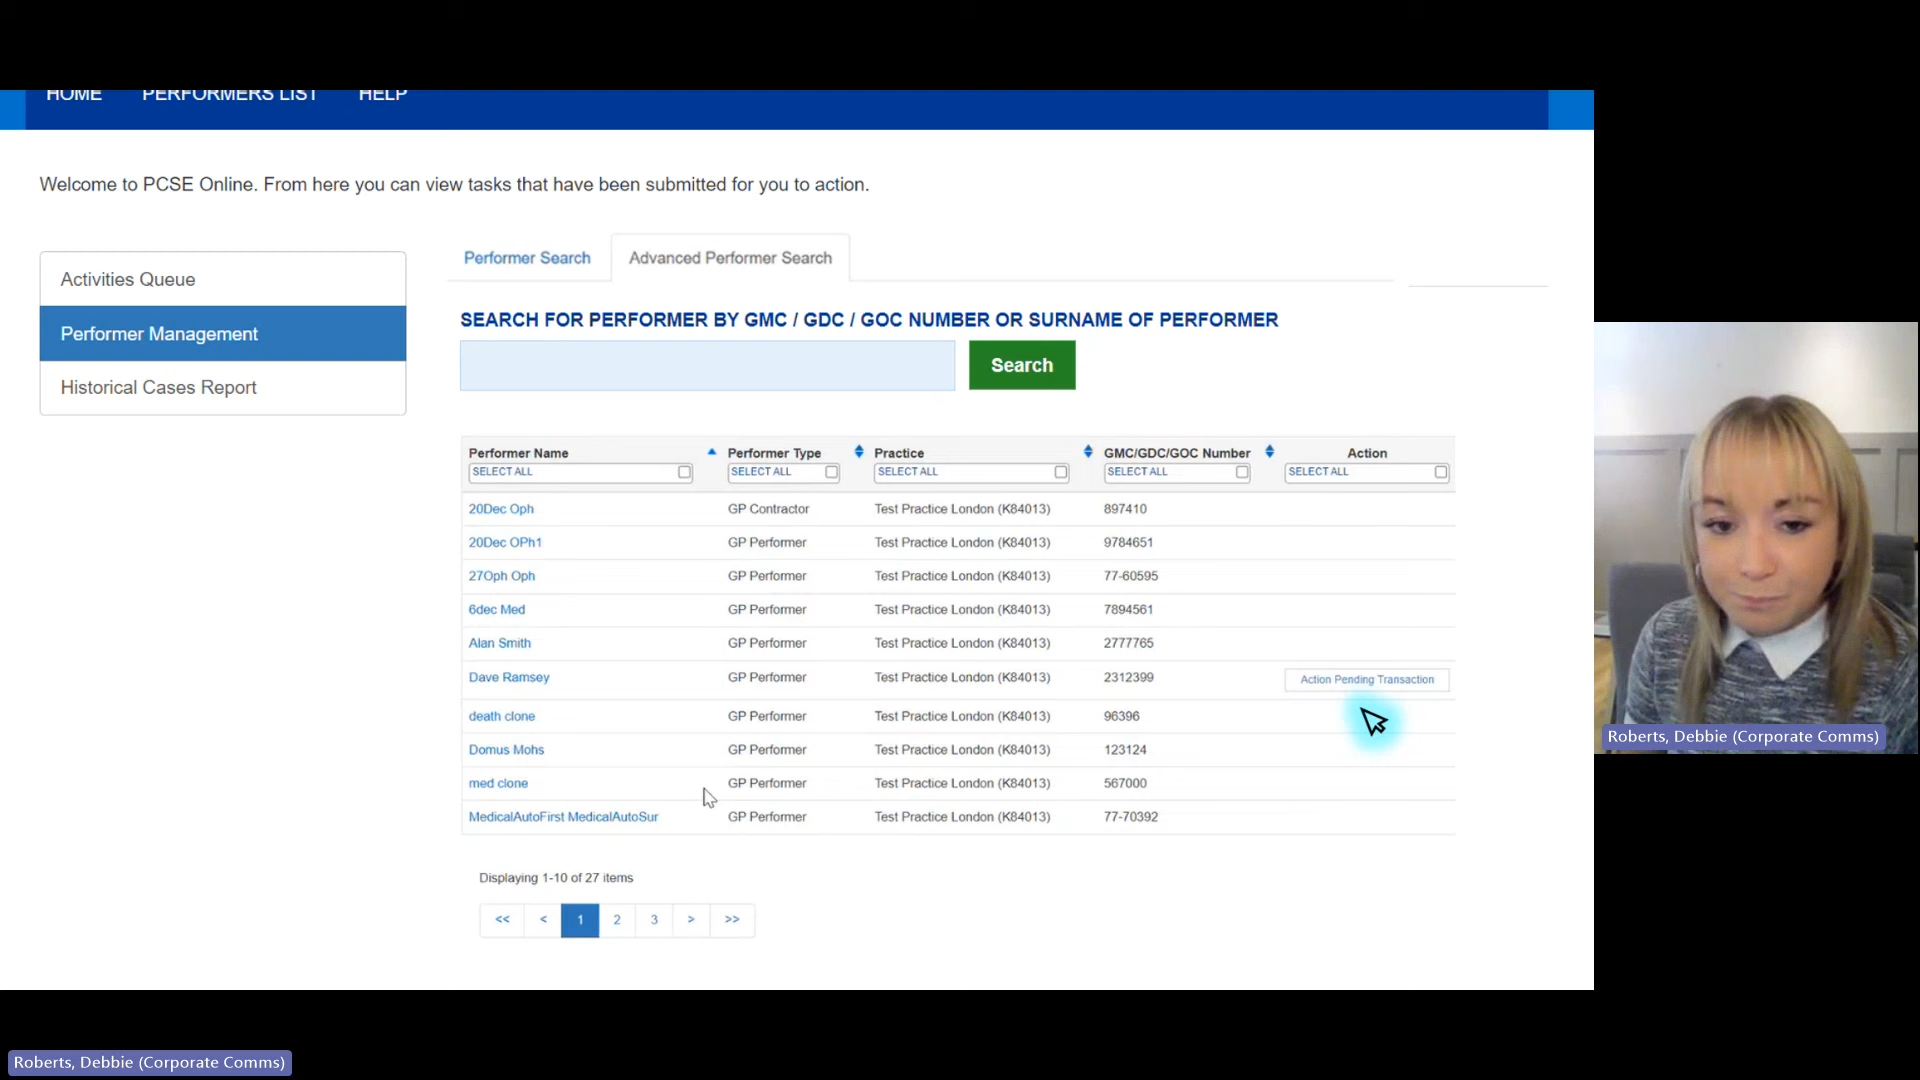 HOME PERFORMERS LIST HELP
Welcome to PCSE Online. From here you can view tasks that have been submitted for you to action.
Activities Queue
Performer Management
Historical Cases Report
Performer Search Advanced Performer Search
SEARCH FOR PERFORMER BY GMC / GDC / GOC NUMBER OR SURNAME OF PERFORMER
Search
Performer Name Performer Type Practice GMC/GDC/GOC Number Action
SELECT ALL SELECT ALL SELECT ALL SELECT ALL SELECT ALL
20Dec Oph GP Contractor Test Practice London (K84013) 897410
20Dec OPh1 GP Performer Test Practice London (K84013) 9784651
27Oph Oph GP Performer Test Practice London (K84013) 77-60595
6dec Med GP Performer Test Practice London (K84013) 7894561
Alan Smith GP Performer Test Practice London (K84013) 2777765
Dave Ramsey GP Performer Test Practice London (K84013) 2312399 Action Pending Transaction
death clone GP Performer Test Practice London (K84013) 96396
Domus Mohs GP Performer Test Practice London (K84013) 123124
med clone GP Performer Test Practice London (K84013) 567000
MedicalAutoFirst MedicalAutoSur GP Performer Test Practice London (K84013) 77-70392
Displaying 1-10 of 27 items
<< < 1 2 3 > >>
Roberts, Debbie (Corporate Comms)
Roberts, Debbie (Corporate Comms)